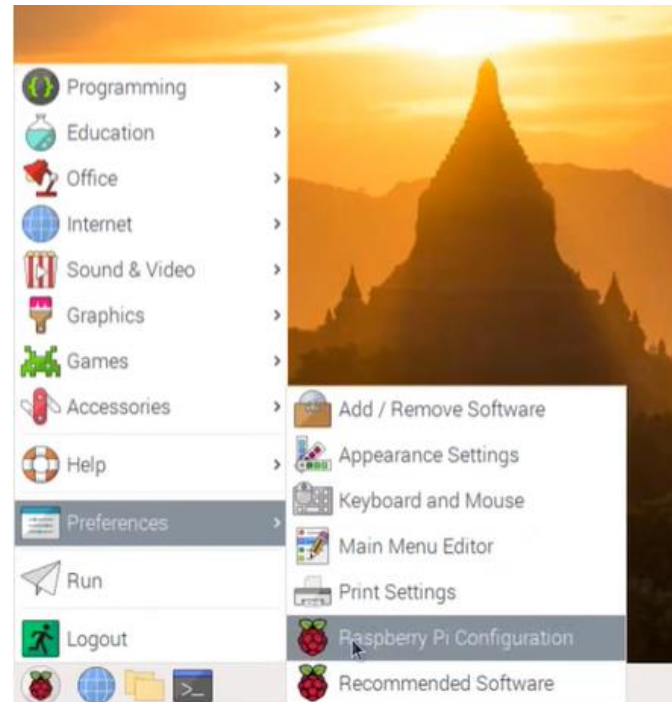 Programming
Education
Office
Internet
Sound & Video
Graphics
Games
Accessories
Help
Preferences
Run
Logout
Add / Remove Software
Appearance Settings
Keyboard and Mouse
Main Menu Editor
Print Settings
Raspberry Pi Configuration
Recommended Software